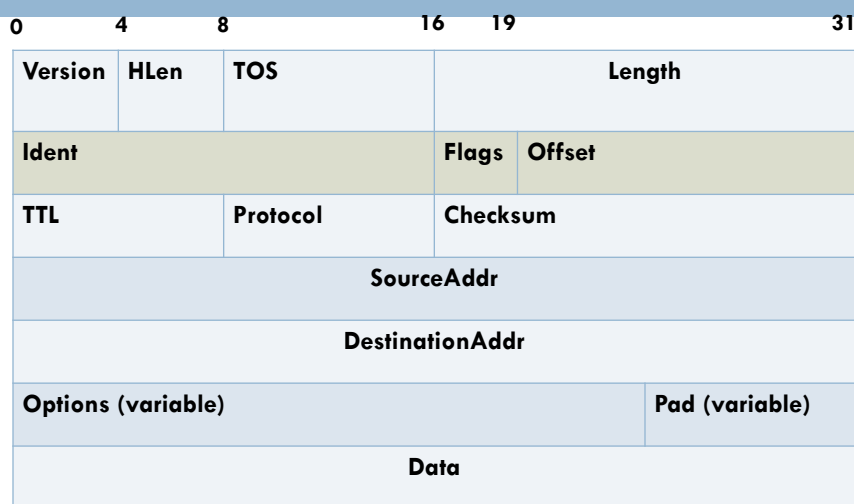 0 4 8 16 19 31
Version HLen TOS Length
Ident Flags Offset
TTL Protocol Checksum
SourceAddr
DestinationAddr
Options (variable) Pad (variable)
Data